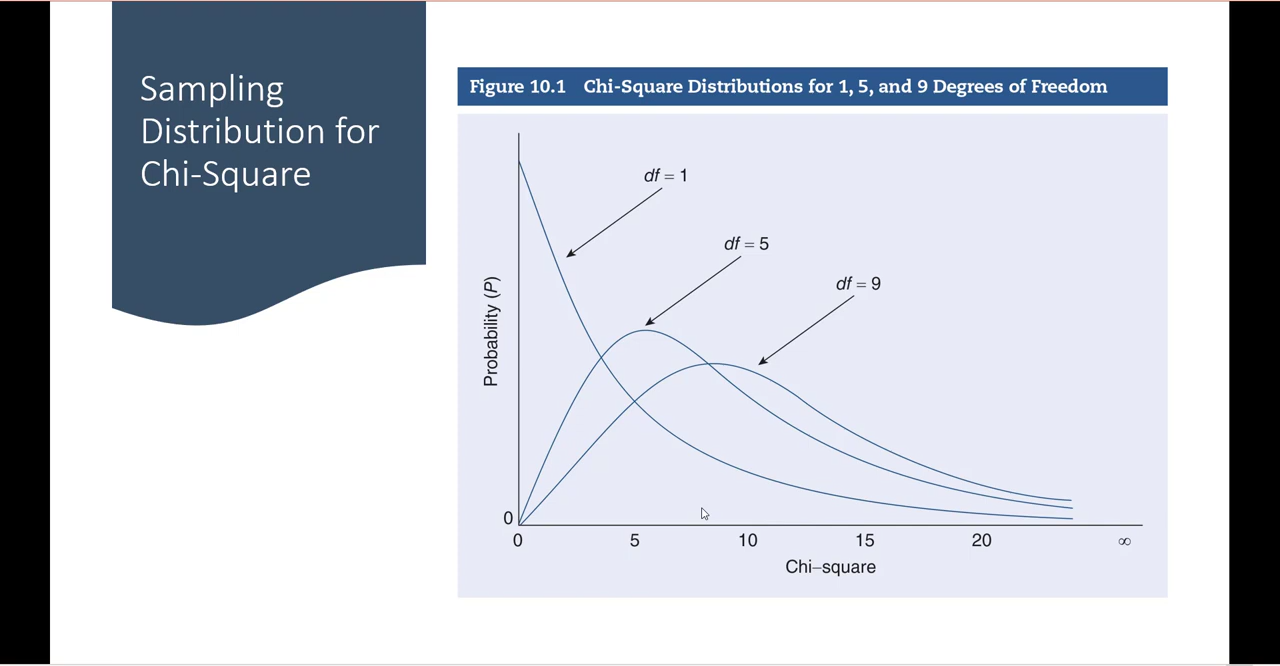 Sampling
Distribution for
Chi-Square
Figure 10.1 Chi-Square Distributions for 1, 5, and 9 Degrees of Freedom
df = 1
df = 5
df = 9
Probability (P)
0
0 5 10 15 20 ∞
Chi–square